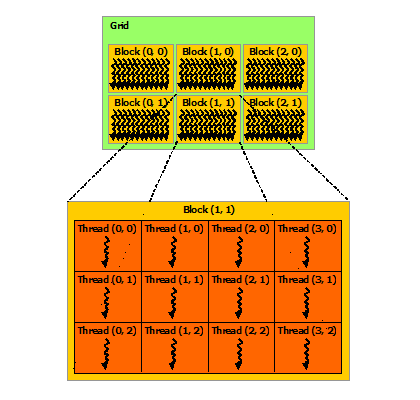 Grid
Block (0, 0) Block (1, 0) Block (2, 0)
Block (0, 1) Block (1, 1) Block (2, 1)
Block (1, 1)
Thread (0, 0) Thread (1, 0) Thread (2, 0) Thread (3, 0)
Thread (0, 1) Thread (1, 1) Thread (2, 1) Thread (3, 1)
Thread (0, 2) Thread (1, 2) Thread (2, 2) Thread (3, 2)